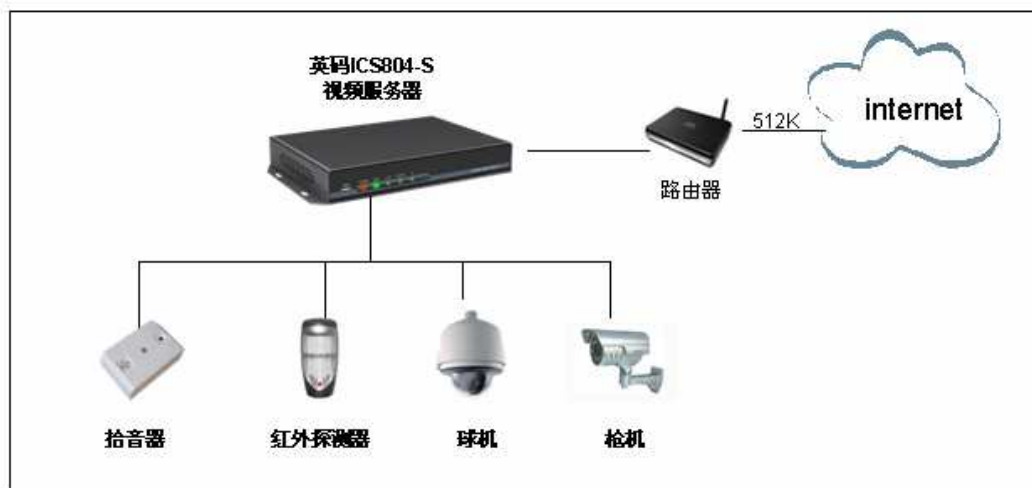 英码ICS804-S
视频服务器
internet
512K
路由器
拾音器
红外探测器
球机
枪机